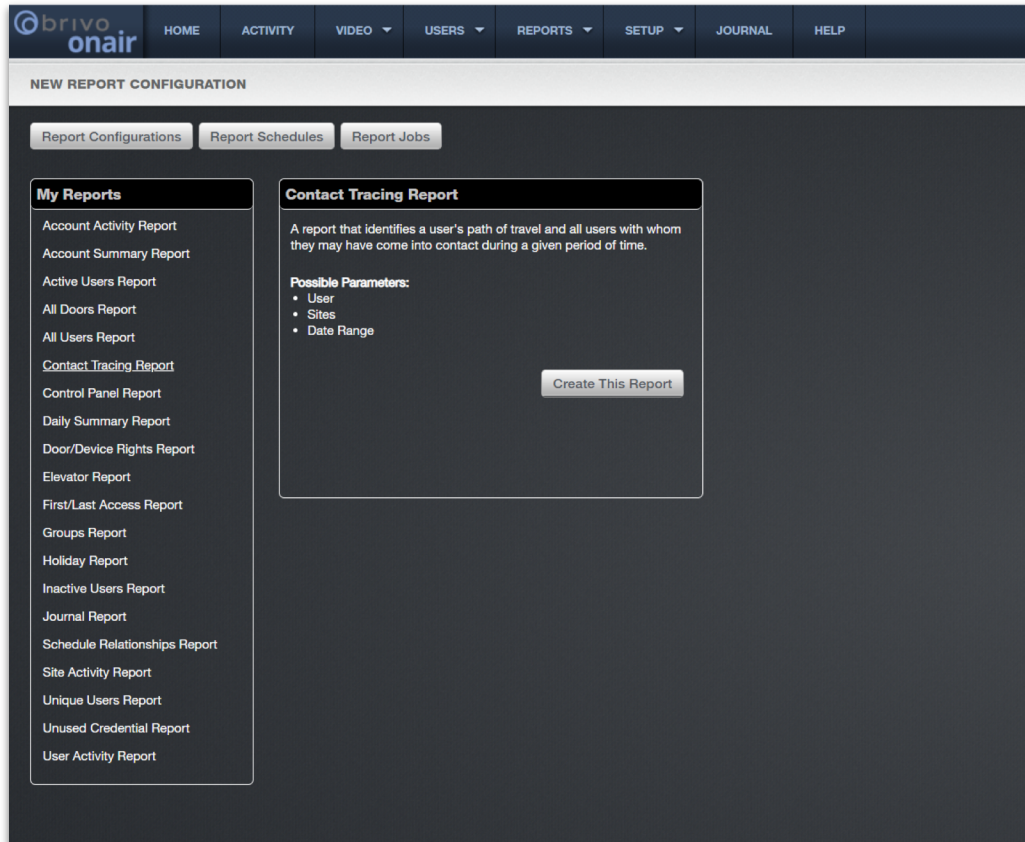 brivo
onair
HOME ACTIVITY VIDEO USERS REPORTS SETUP JOURNAL HELP
NEW REPORT CONFIGURATION
Report Configurations Report Schedules Report Jobs
My Reports
Account Activity Report
Account Summary Report
Active Users Report
All Doors Report
All Users Report
Contact Tracing Report
Control Panel Report
Daily Summary Report
Door/Device Rights Report
Elevator Report
First/Last Access Report
Groups Report
Holiday Report
Inactive Users Report
Journal Report
Schedule Relationships Report
Site Activity Report
Unique Users Report
Unused Credential Report
User Activity Report
Contact Tracing Report
A report that identifies a user's path of travel and all users with whom
they may have come into contact during a given period of time.
Possible Parameters:
• User
• Sites
• Date Range
Create This Report